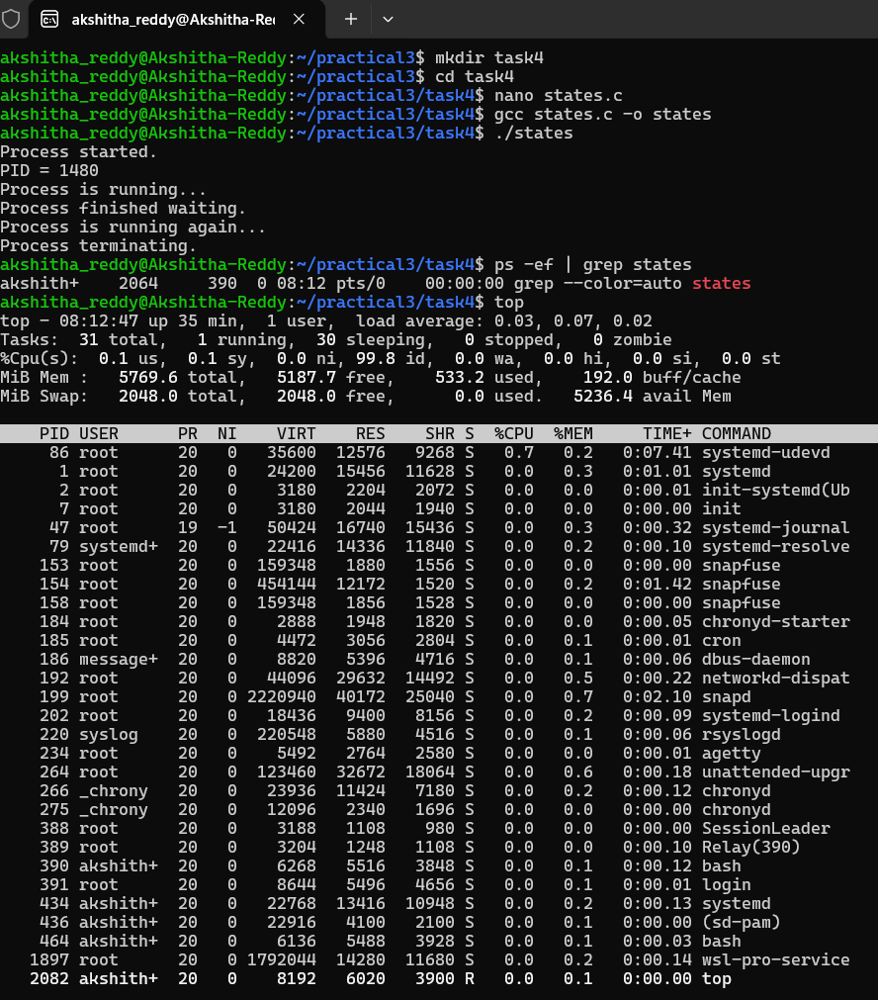 akshitha_reddy@Akshitha-Re
akshitha_reddy@Akshitha-Reddy:~/practical3$ mkdir task4
akshitha_reddy@Akshitha-Reddy:~/practical3$ cd task4
akshitha_reddy@Akshitha-Reddy:~/practical3/task4$ nano states.c
akshitha_reddy@Akshitha-Reddy:~/practical3/task4$ gcc states.c -o states
akshitha_reddy@Akshitha-Reddy:~/practical3/task4$ ./states
Process started.
PID = 1480
Process is running...
Process finished waiting.
Process is running again...
Process terminating.
akshitha_reddy@Akshitha-Reddy:~/practical3/task4$ ps -ef | grep states
akshith+    2064     390  0 08:12 pts/0    00:00:00 grep --color=auto states
akshitha_reddy@Akshitha-Reddy:~/practical3/task4$ top
top - 08:12:47 up 35 min,  1 user,  load average: 0.03, 0.07, 0.02
Tasks:  31 total,   1 running,  30 sleeping,   0 stopped,   0 zombie
%Cpu(s):  0.1 us,  0.1 sy,  0.0 ni, 99.8 id,  0.0 wa,  0.0 hi,  0.0 si,  0.0 st
MiB Mem :   5769.6 total,   5187.7 free,    533.2 used,    192.0 buff/cache
MiB Swap:   2048.0 total,   2048.0 free,      0.0 used.   5236.4 avail Mem
PID USER      PR  NI    VIRT    RES    SHR S  %CPU  %MEM     TIME+ COMMAND
86 root      20   0   35600  12576   9268 S   0.7   0.2   0:07.41 systemd-udevd
1 root      20   0   24200  15456  11628 S   0.0   0.3   0:01.01 systemd
2 root      20   0    3180   2204   2072 S   0.0   0.0   0:00.01 init-systemd(Ub
7 root      20   0    3180   2044   1940 S   0.0   0.0   0:00.00 init
47 root      19  -1   50424  16740  15436 S   0.0   0.3   0:00.32 systemd-journal
79 systemd+  20   0   22416  14336  11840 S   0.0   0.2   0:00.10 systemd-resolve
153 root      20   0  159348   1880   1556 S   0.0   0.0   0:00.00 snapfuse
154 root      20   0  454144  12172   1520 S   0.0   0.2   0:01.42 snapfuse
158 root      20   0  159348   1856   1528 S   0.0   0.0   0:00.00 snapfuse
184 root      20   0    2888   1948   1820 S   0.0   0.0   0:00.05 chronyd-starter
185 root      20   0    4472   3056   2804 S   0.0   0.1   0:00.01 cron
186 message+  20   0    8820   5396   4716 S   0.0   0.1   0:00.06 dbus-daemon
192 root      20   0   44096  29632  14492 S   0.0   0.5   0:00.22 networkd-dispat
199 root      20   0 2220940  40172  25040 S   0.0   0.7   0:02.10 snapd
202 root      20   0   18436   9400   8156 S   0.0   0.2   0:00.09 systemd-logind
220 syslog    20   0  220548   5880   4516 S   0.0   0.1   0:00.06 rsyslogd
234 root      20   0    5492   2764   2580 S   0.0   0.0   0:00.01 agetty
264 root      20   0  123460  32672  18064 S   0.0   0.6   0:00.18 unattended-upgr
266 _chrony   20   0   23936  11424   7180 S   0.0   0.2   0:00.12 chronyd
275 _chrony   20   0   12096   2340   1696 S   0.0   0.0   0:00.00 chronyd
388 root      20   0    3188   1108    980 S   0.0   0.0   0:00.00 SessionLeader
389 root      20   0    3204   1248   1108 S   0.0   0.0   0:00.10 Relay(390)
390 akshith+  20   0    6268   5516   3848 S   0.0   0.1   0:00.12 bash
391 root      20   0    8644   5496   4656 S   0.0   0.1   0:00.01 login
434 akshith+  20   0   22768  13416  10948 S   0.0   0.2   0:00.13 systemd
436 akshith+  20   0   22916   4100   2100 S   0.0   0.1   0:00.00 (sd-pam)
464 akshith+  20   0    6136   5488   3928 S   0.0   0.1   0:00.03 bash
1897 root      20   0 1792044  14280  11680 S   0.0   0.2   0:00.14 wsl-pro-service
2082 akshith+  20   0    8192   6020   3900 R   0.0   0.1   0:00.00 top